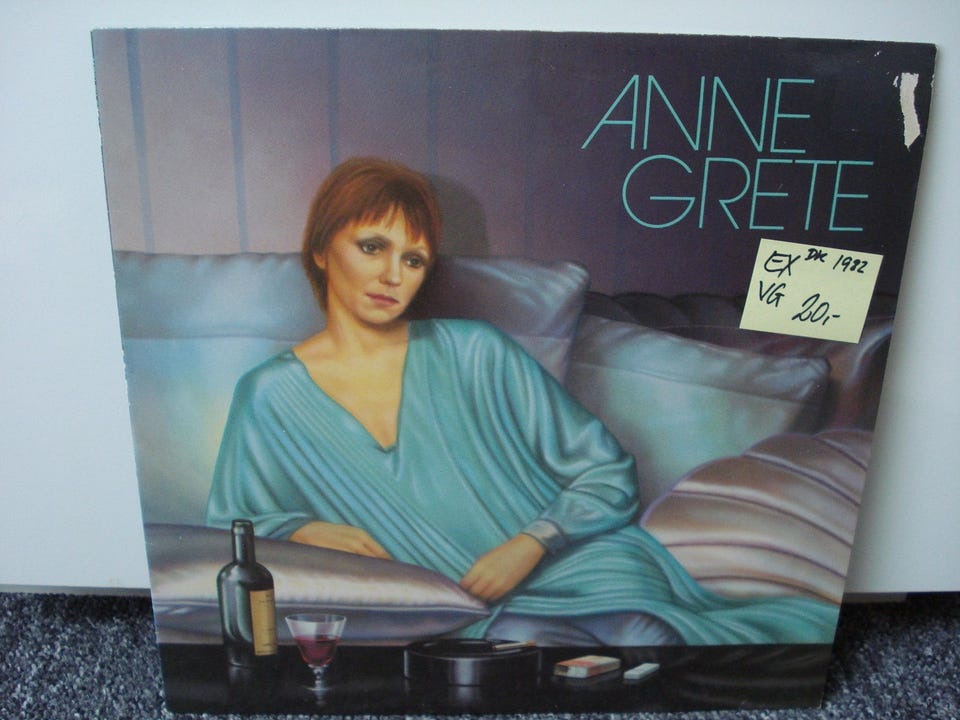 ANNE
GRETE
EX DK 1982
VG 20,-